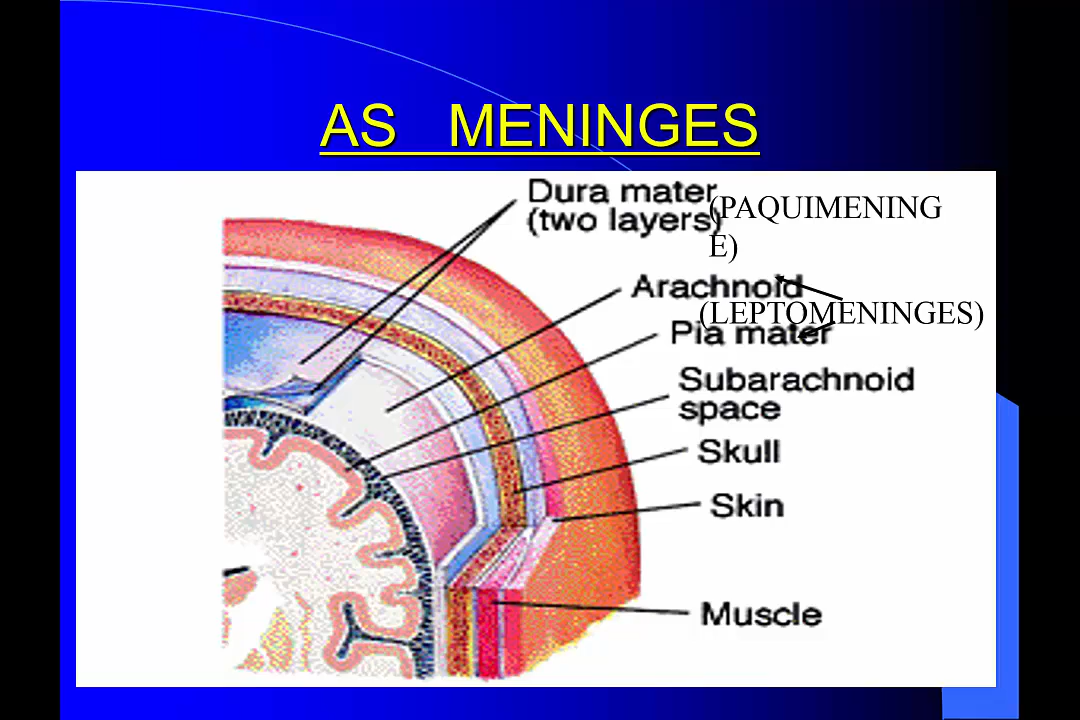 AS MENINGES
Dura mater
(two layers)
(PAQUIMENING
E)
Arachnoid
(LEPTOMENINGES)
Pia mater
Subarachnoid
space
Skull
Skin
Muscle